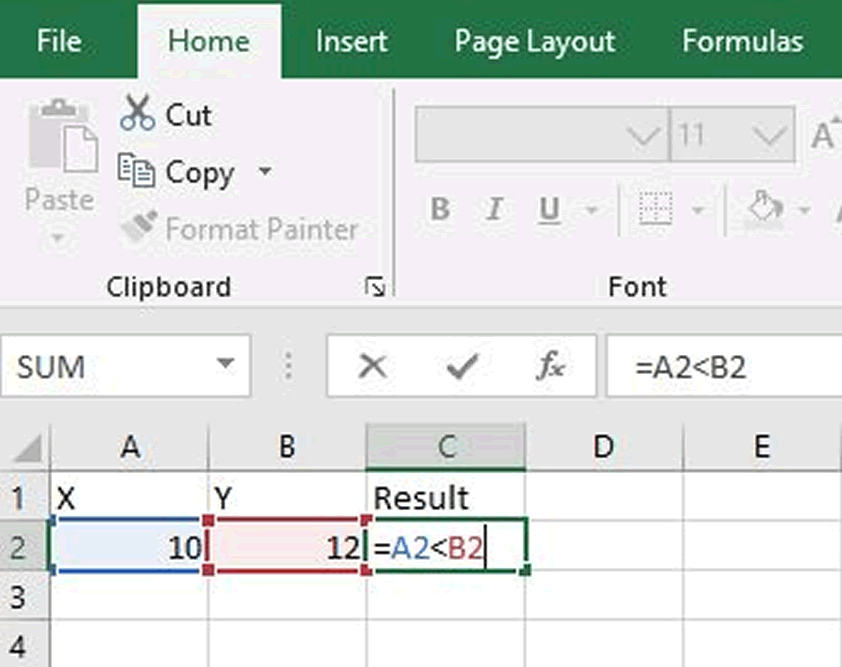 File Home Insert Page Layout Formulas
Cut
Copy
Paste
Format Painter
11 A
B I U
Clipboard Font
SUM fx =A2<B2
A B C D E
1 X Y Result
2 10 12 =A2<B2
3
4